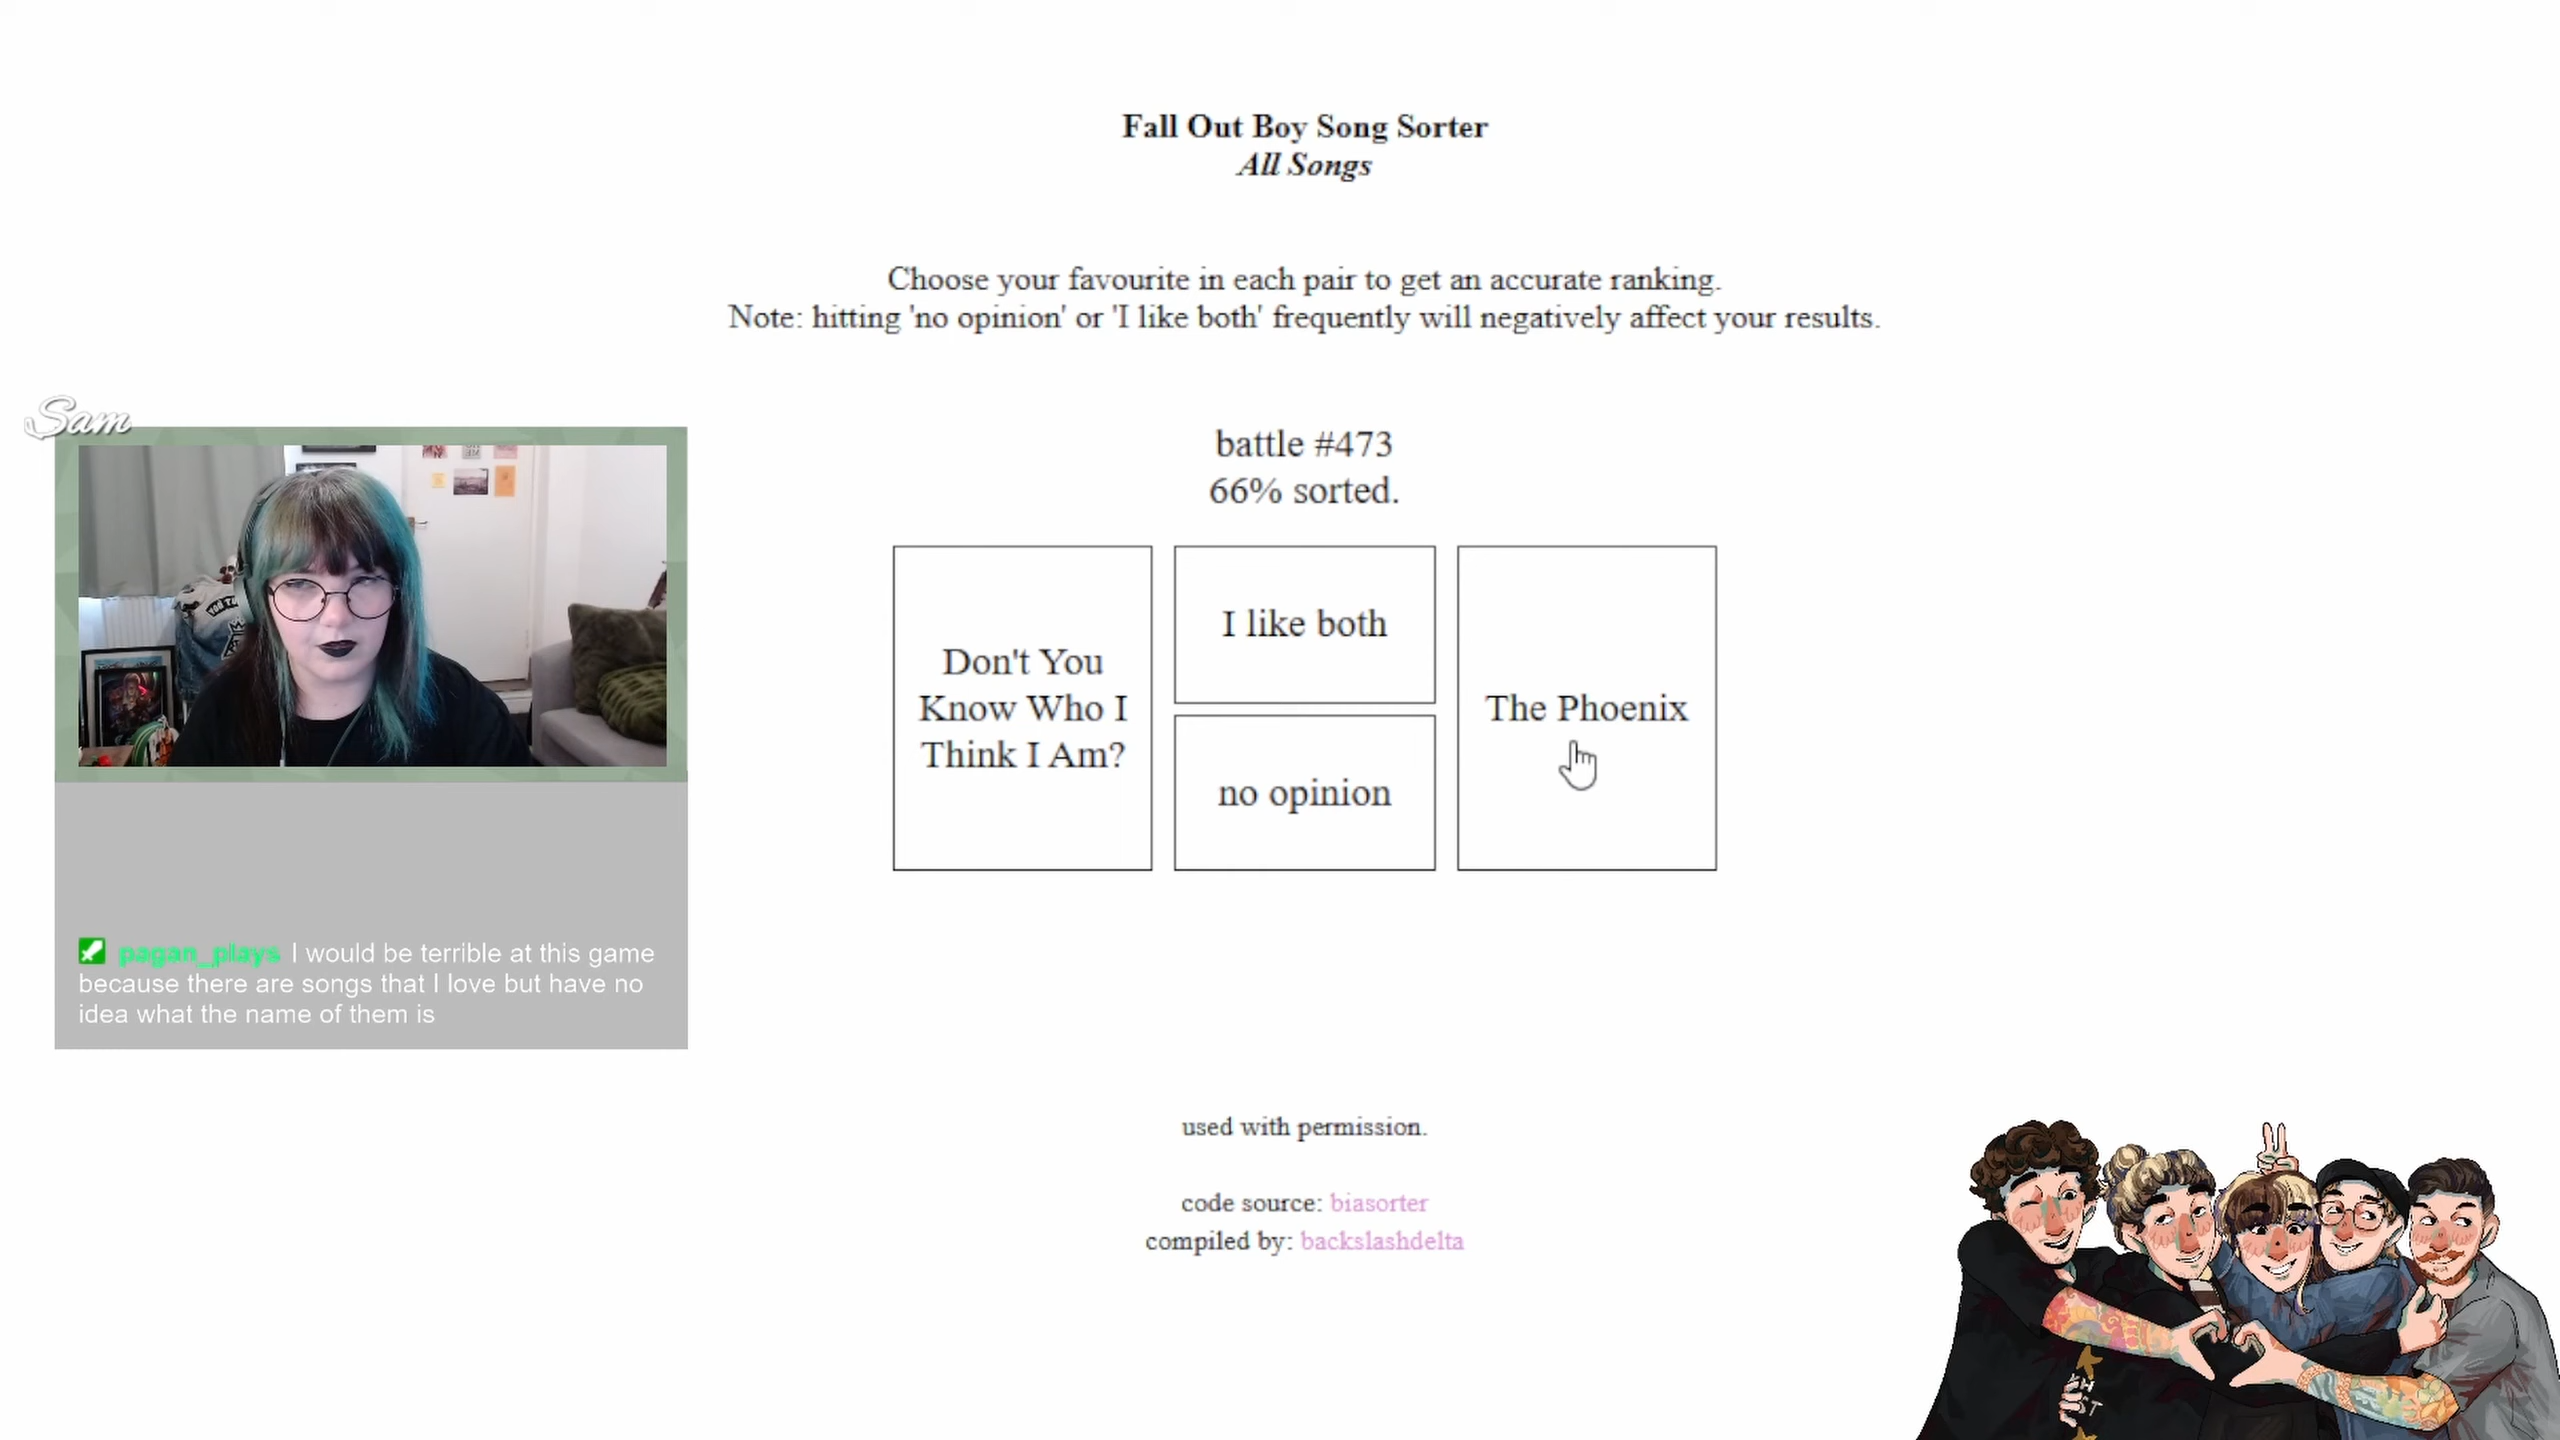 Fall Out Boy Song Sorter
All Songs
Choose your favourite in each pair to get an accurate ranking.
Note: hitting 'no opinion' or 'I like both' frequently will negatively affect your results.
Sam
battle #473
66% sorted.
Don't You
Know Who I
Think I Am?
I like both
no opinion
The Phoenix
pagan_plays I would be terrible at this game
because there are songs that I love but have no
idea what the name of them is
used with permission.
code source: biasorter
compiled by: backslashdelta